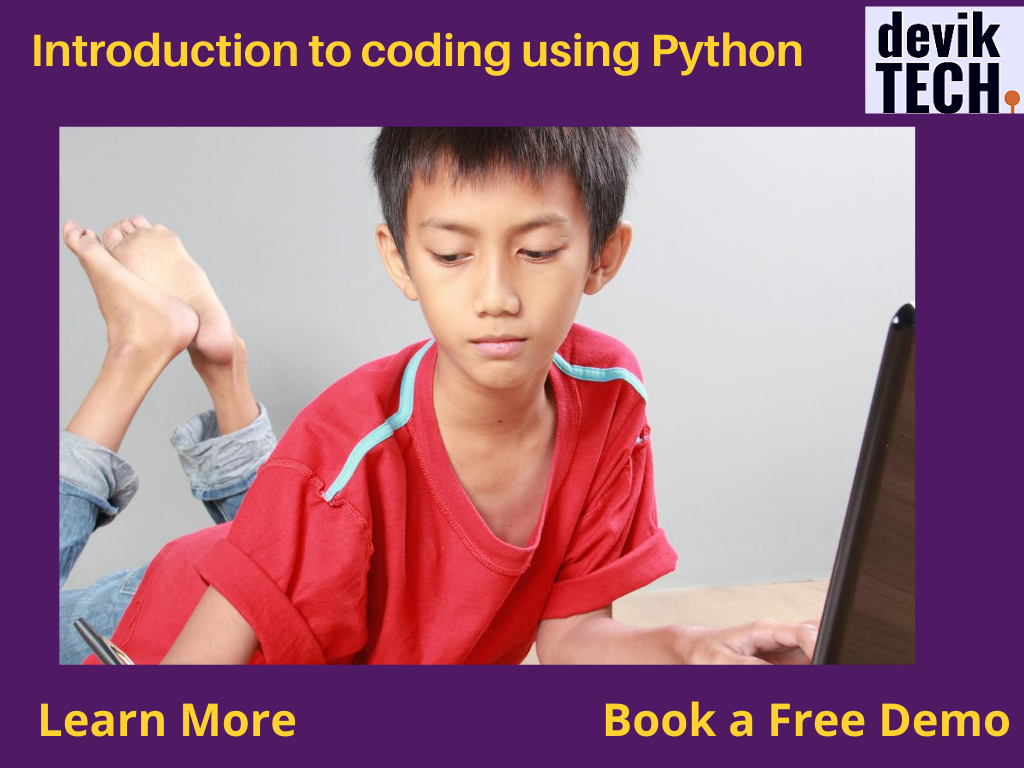 Introduction to coding using Python
devik
TECH.
Learn More
Book a Free Demo